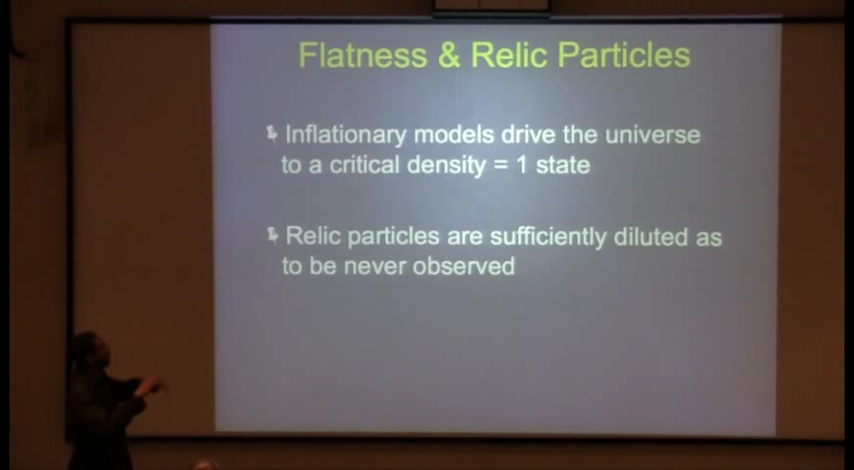 Flatness & Relic Particles
Inflationary models drive the universe
to a critical density = 1 state
Relic particles are sufficiently diluted as
to be never observed